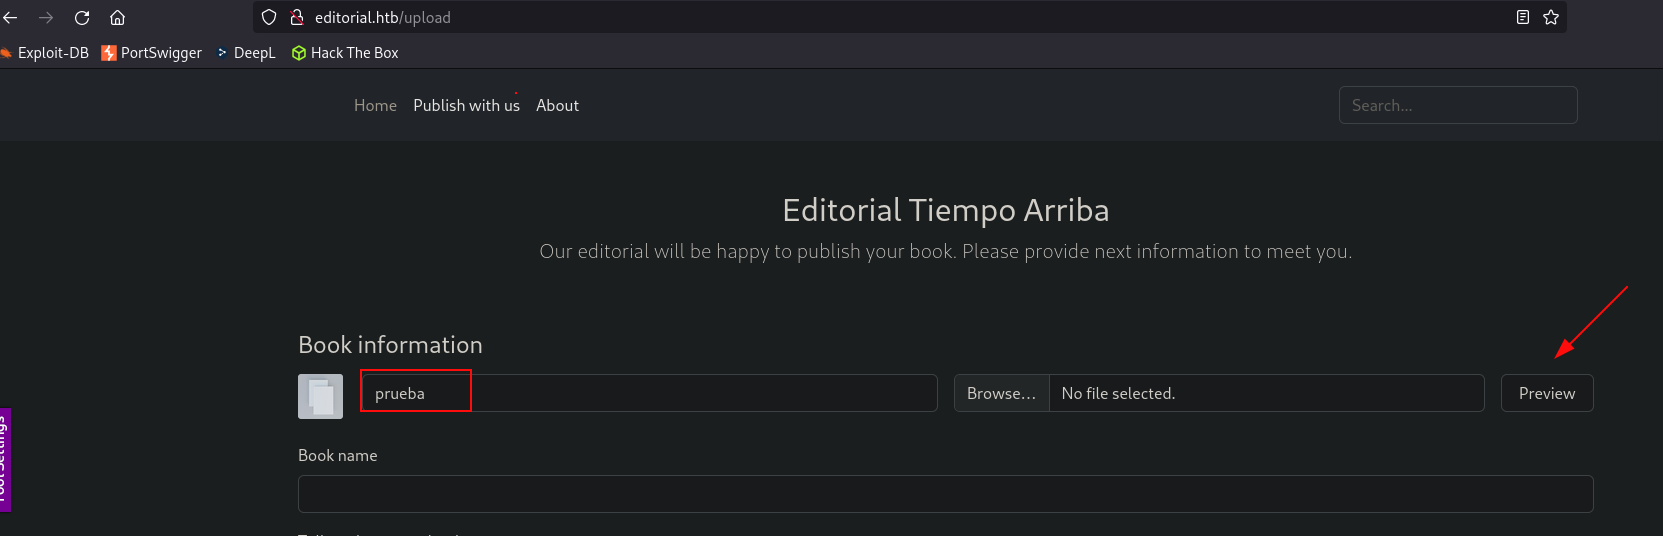 editorial.htb/upload
Exploit-DB PortSwigger DeepL Hack The Box
Home Publish with us About Search...
Editorial Tiempo Arriba
Our editorial will be happy to publish your book. Please provide next information to meet you.
Book information
prueba Browse... No file selected. Preview
Book name
Settings